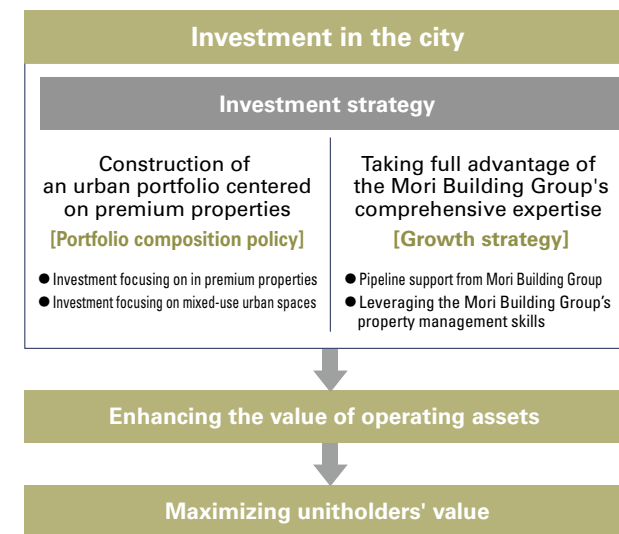 Investment in the city
Investment strategy
Construction of
an urban portfolio centered
on premium properties
[Portfolio composition policy]
● Investment focusing on in premium properties
● Investment focusing on mixed-use urban spaces
Taking full advantage of
the Mori Building Group's
comprehensive expertise
[Growth strategy]
● Pipeline support from Mori Building Group
● Leveraging the Mori Building Group's
property management skills
Enhancing the value of operating assets
Maximizing unitholders' value